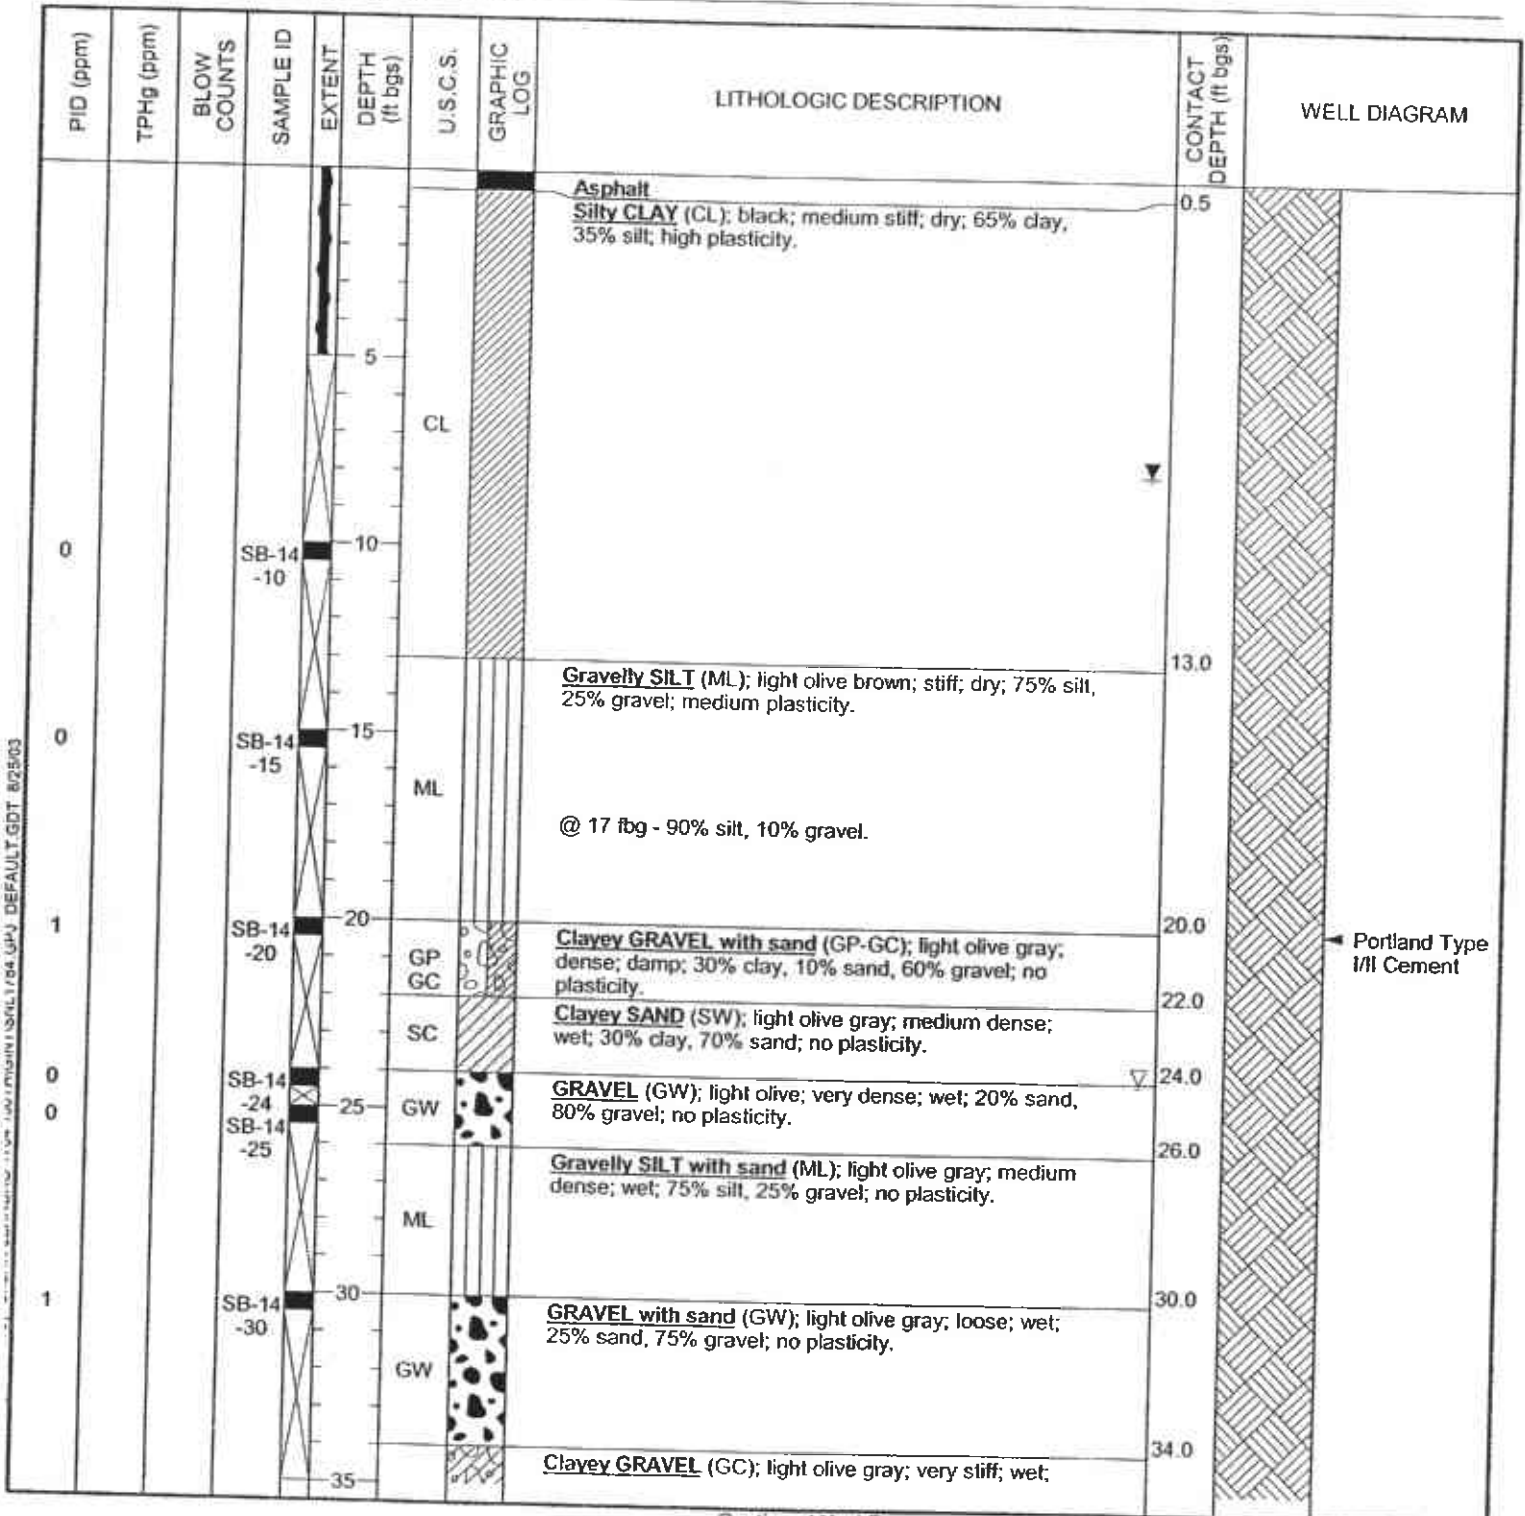 PID (ppm)
TPHg (ppm)
BLOW
COUNTS
SAMPLE ID
EXTENT
DEPTH
(ft bgs)
U.S.C.S.
GRAPHIC
LOG
LITHOLOGIC DESCRIPTION
CONTACT
DEPTH (ft bgs)
WELL DIAGRAM
Asphalt
0.5
Silty CLAY (CL); black; medium stiff; dry; 65% clay,
35% silt; high plasticity.
5
CL
0
SB-14
-10
10
13.0
Gravelly SILT (ML); light olive brown; stiff; dry; 75% silt,
25% gravel; medium plasticity.
0
SB-14
-15
15
ML
@ 17 fbg - 90% silt, 10% gravel.
1
SB-14
-20
20
20.0
GP
GC
Clayey GRAVEL with sand (GP-GC); light olive gray;
dense; damp; 30% clay, 10% sand, 60% gravel; no
plasticity.
Portland Type
I/II Cement
22.0
SC
Clayey SAND (SW); light olive gray; medium dense;
wet; 30% clay, 70% sand; no plasticity.
0
SB-14
-24
24.0
0
SB-14
-25
25
GW
GRAVEL (GW); light olive; very dense; wet; 20% sand,
80% gravel; no plasticity.
26.0
Gravelly SILT with sand (ML); light olive gray; medium
dense; wet; 75% silt, 25% gravel; no plasticity.
ML
1
SB-14
-30
30
30.0
GRAVEL with sand (GW); light olive gray; loose; wet;
25% sand, 75% gravel; no plasticity.
GW
34.0
Clayey GRAVEL (GC); light olive gray; very stiff; wet;
35
DEFAULT.GDT 8/25/03